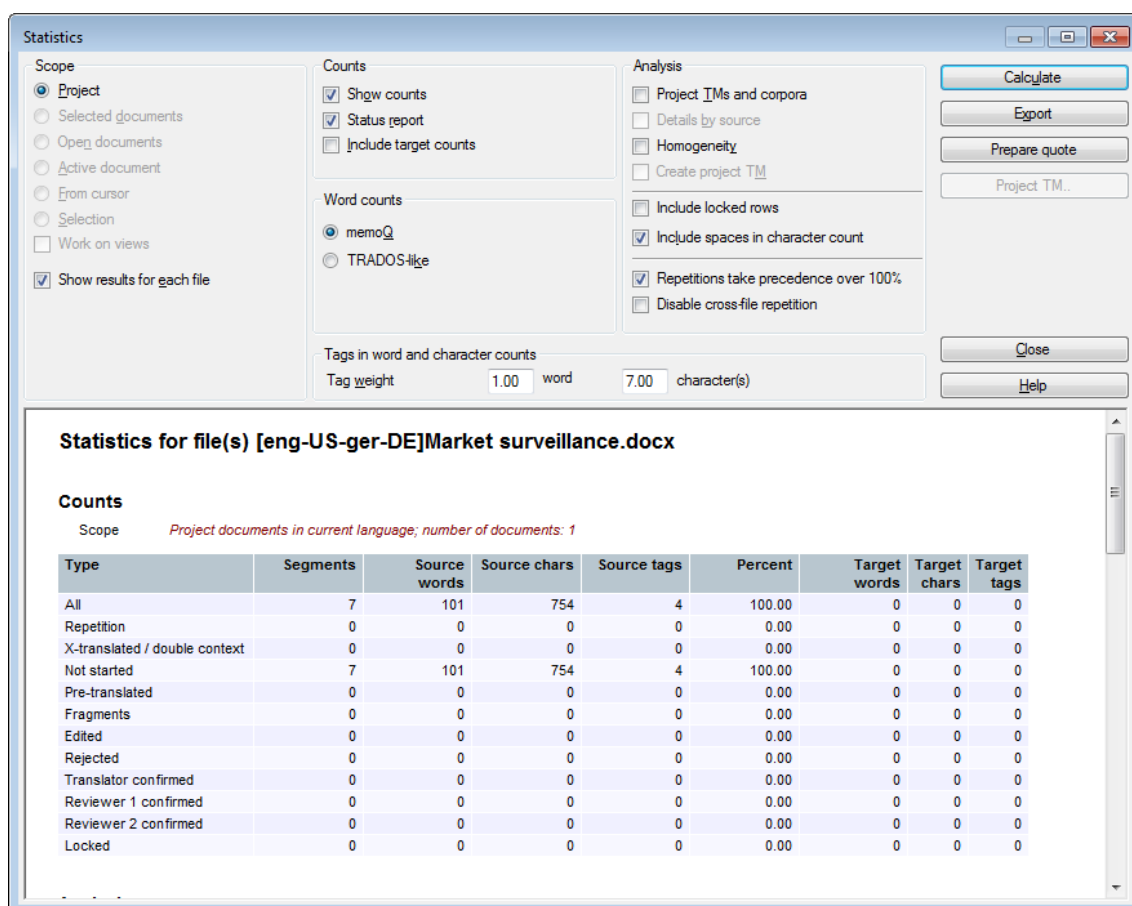 Statistics
Scope
Project
Selected documents
Open documents
Active document
From cursor
Selection
Work on views
Show results for each file
Counts
Show counts
Status report
Include target counts
Word counts
memoQ
TRADOS-like
Analysis
Project TMs and corpora
Details by source
Homogeneity
Create project TM
Include locked rows
Include spaces in character count
Repetitions take precedence over 100%
Disable cross-file repetition
Tags in word and character counts
Tag weight 1.00 word 7.00 character(s)
Calculate
Export
Prepare quote
Project TM..
Close
Help
Statistics for file(s) [eng-US-ger-DE]Market surveillance.docx
Counts
Scope Project documents in current language; number of documents: 1
Type Segments Source words Source chars Source tags Percent Target words Target chars Target tags
All 7 101 754 4 100.00 0 0 0
Repetition 0 0 0 0 0.00 0 0 0
X-translated / double context 0 0 0 0 0.00 0 0 0
Not started 7 101 754 4 100.00 0 0 0
Pre-translated 0 0 0 0 0.00 0 0 0
Fragments 0 0 0 0 0.00 0 0 0
Edited 0 0 0 0 0.00 0 0 0
Rejected 0 0 0 0 0.00 0 0 0
Translator confirmed 0 0 0 0 0.00 0 0 0
Reviewer 1 confirmed 0 0 0 0 0.00 0 0 0
Reviewer 2 confirmed 0 0 0 0 0.00 0 0 0
Locked 0 0 0 0 0.00 0 0 0